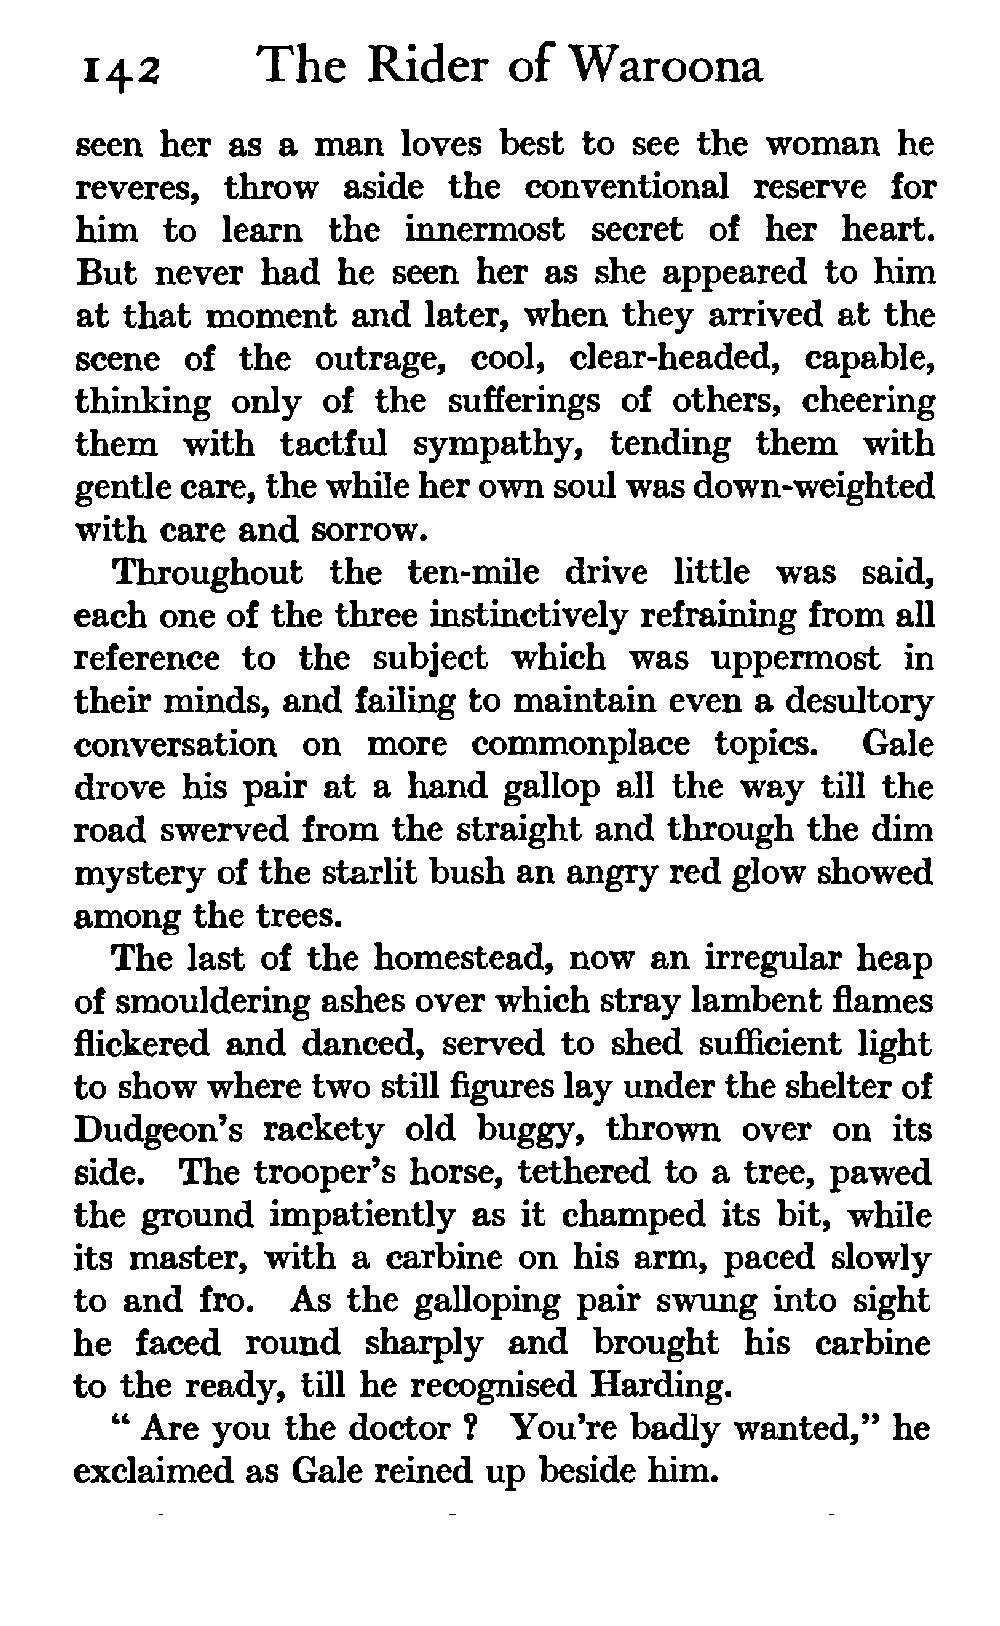 142 The Rider of Waroona
seen her as a man loves best to see the woman he
reveres, throw aside the conventional reserve for
him to learn the innermost secret of her heart.
But never had he seen her as she appeared to him
at that moment and later, when they arrived at the
scene of the outrage, cool, clear-headed, capable,
thinking only of the sufferings of others, cheering
them with tactful sympathy, tending them with
gentle care, the while her own soul was down-weighted
with care and sorrow.
Throughout the ten-mile drive little was said,
each one of the three instinctively refraining from all
reference to the subject which was uppermost in
their minds, and failing to maintain even a desultory
conversation on more commonplace topics. Gale
drove his pair at a hand gallop all the way till the
road swerved from the straight and through the dim
mystery of the starlit bush an angry red glow showed
among the trees.
The last of the homestead, now an irregular heap
of smouldering ashes over which stray lambent flames
flickered and danced, served to shed sufficient light
to show where two still figures lay under the shelter of
Dudgeon's rackety old buggy, thrown over on its
side. The trooper's horse, tethered to a tree, pawed
the ground impatiently as it champed its bit, while
its master, with a carbine on his arm, paced slowly
to and fro. As the galloping pair swung into sight
he faced round sharply and brought his carbine
to the ready, till he recognised Harding.
“ Are you the doctor ? You're badly wanted,” he
exclaimed as Gale reined up beside him.